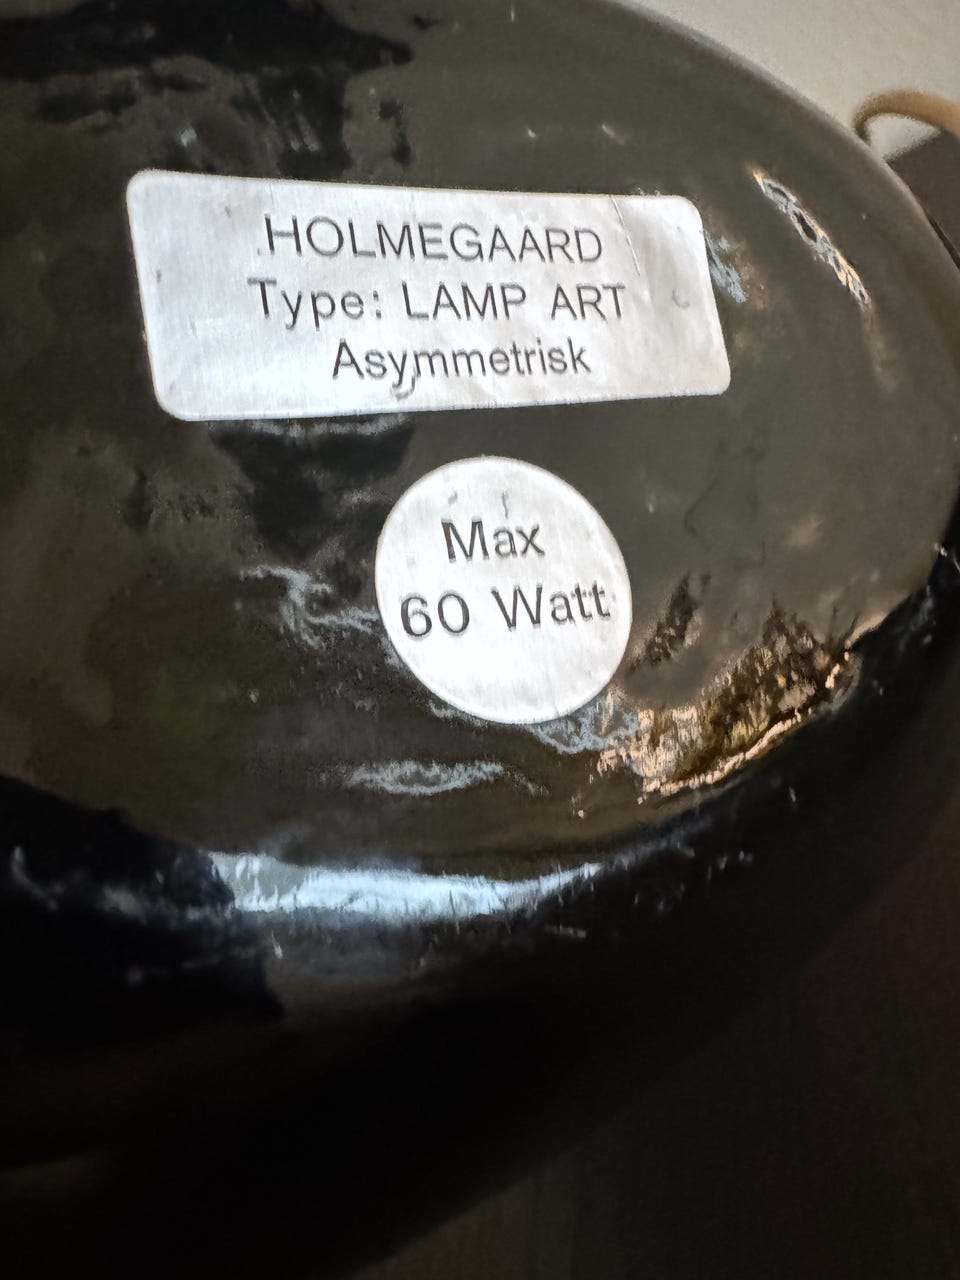 HOLMEGAARD
Type: LAMP ART
Asymmetrisk
Max
60 Watt